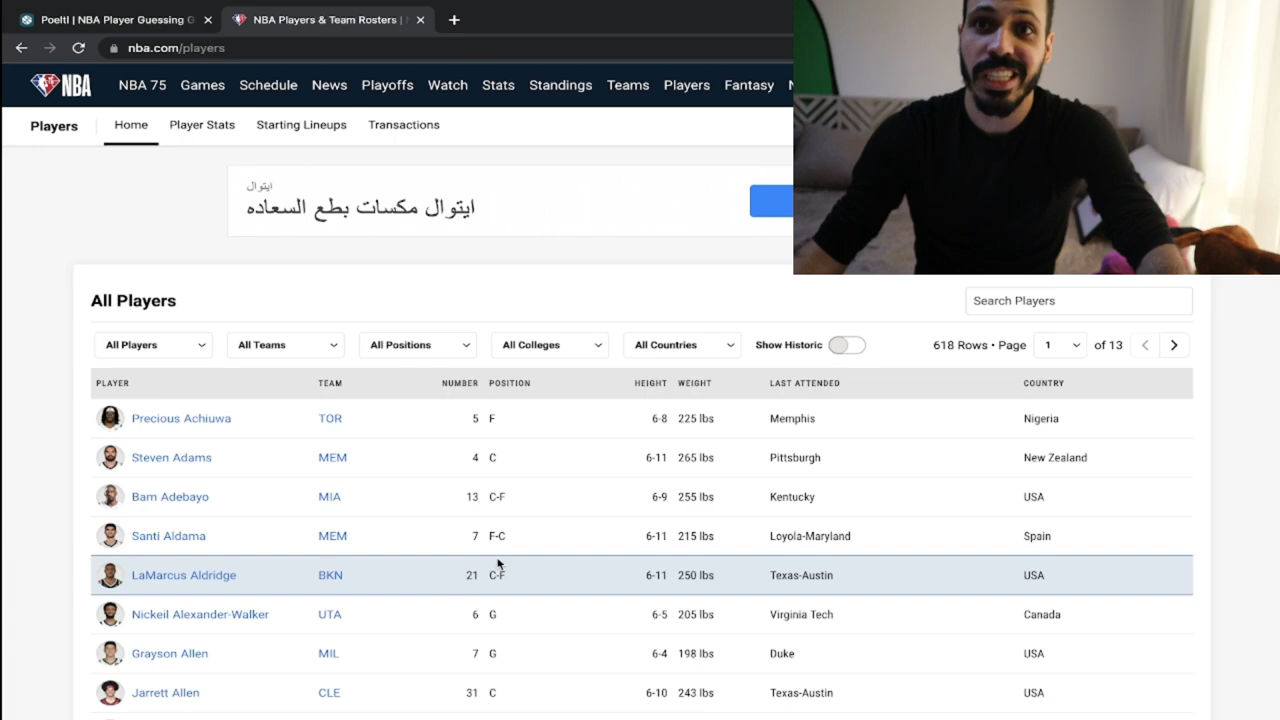 Poeltl | NBA Player Guessing G
NBA Players & Team Rosters |
nba.com/players
NBA NBA 75 Games Schedule News Playoffs Watch Stats Standings Teams Players Fantasy
Players Home Player Stats Starting Lineups Transactions
ايتوال
ايتوال مكسات بطع السعاده
All Players
Search Players
All Players All Teams All Positions All Colleges All Countries Show Historic 618 Rows • Page 1 of 13
PLAYER TEAM NUMBER POSITION HEIGHT WEIGHT LAST ATTENDED COUNTRY
Precious Achiuwa TOR 5 F 6-8 225 lbs Memphis Nigeria
Steven Adams MEM 4 C 6-11 265 lbs Pittsburgh New Zealand
Bam Adebayo MIA 13 C-F 6-9 255 lbs Kentucky USA
Santi Aldama MEM 7 F-C 6-11 215 lbs Loyola-Maryland Spain
LaMarcus Aldridge BKN 21 C-F 6-11 250 lbs Texas-Austin USA
Nickeil Alexander-Walker UTA 6 G 6-5 205 lbs Virginia Tech Canada
Grayson Allen MIL 7 G 6-4 198 lbs Duke USA
Jarrett Allen CLE 31 C 6-10 243 lbs Texas-Austin USA